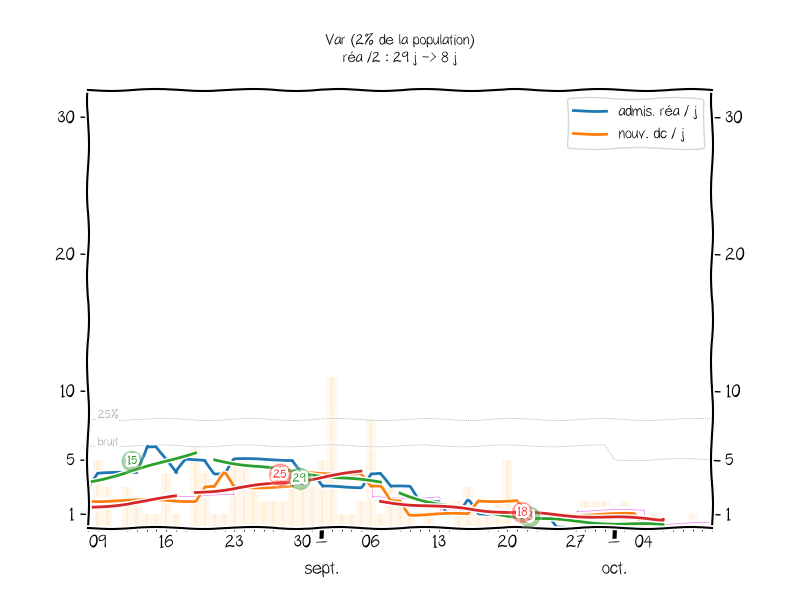 Var (2% de la population)
réa /2 : 29 j -> 8 j
admis. réa / j
nouv. dc / j
30
30
20
20
10
10
25%
bruit
5
5
15
25
29
18
1
1
09 16 23 30 06 13 20 27 04
sept. oct.